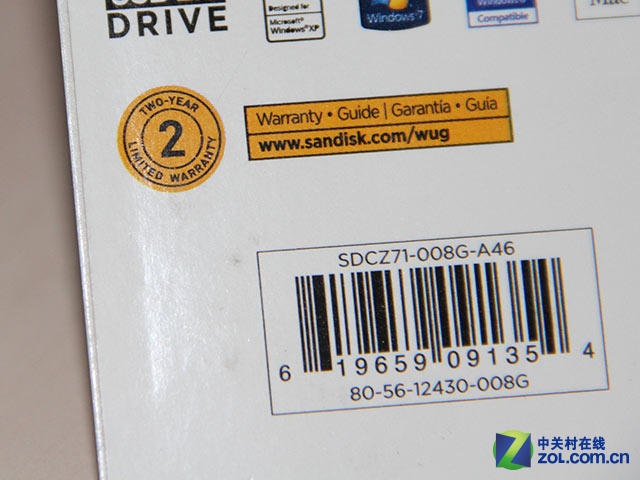 DRIVE
Designed for
Microsoft®
Windows®XP
Windows®7
Compatible
Mac
TWO-YEAR
2
LIMITED WARRANTY
Warranty • Guide | Garantía • Guía
www.sandisk.com/wug
SDCZ71-008G-A46
6 19659 09135 4
80-56-12430-008G
中关村在线
ZOL.COM.CN